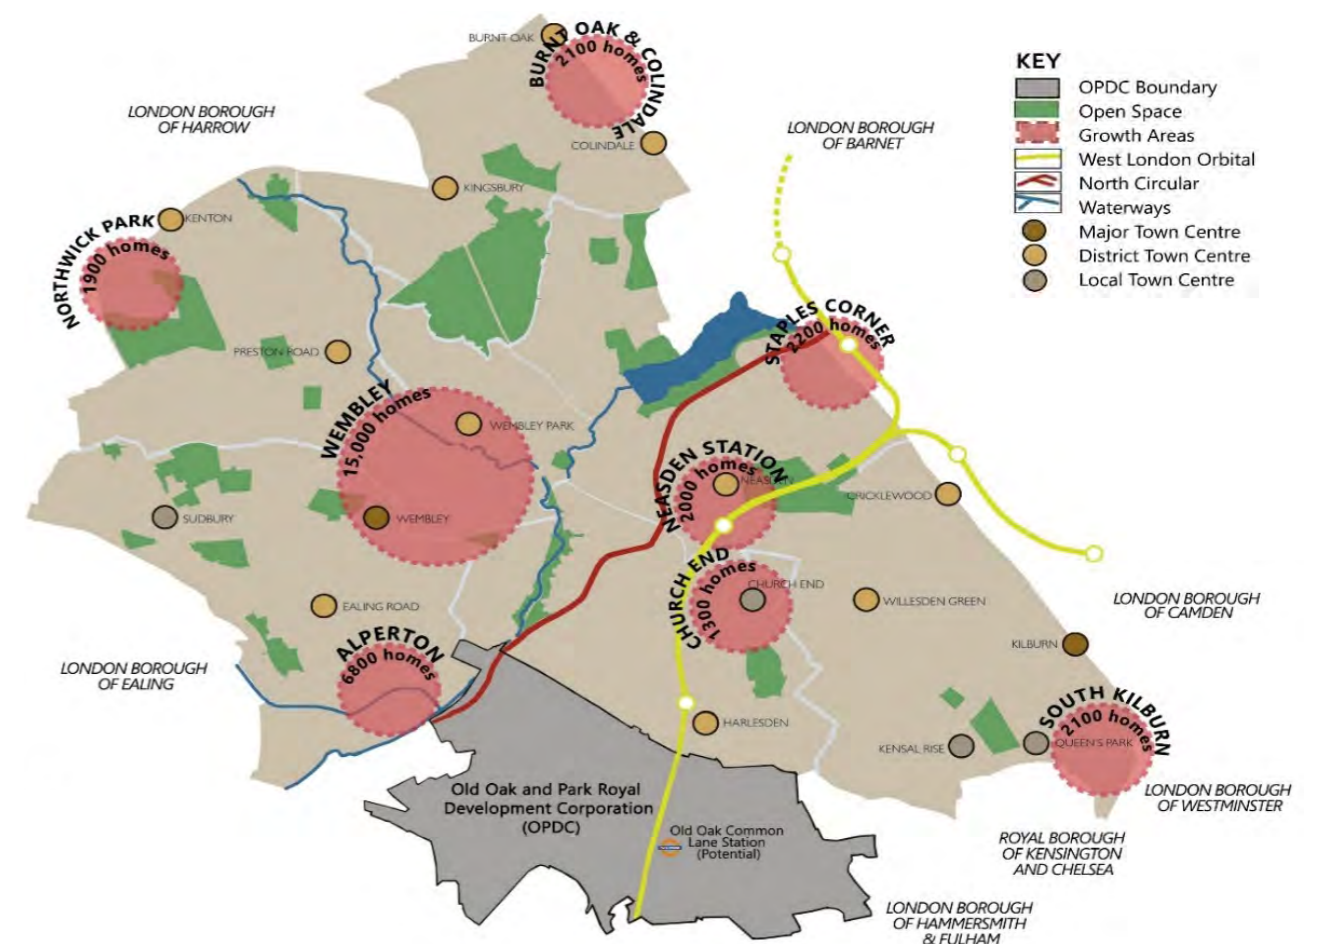 BURNT OAK
BURNT OAK & COLINDALE
2100 homes
COLINDALE
LONDON BOROUGH
OF HARROW
KINGSBURY
LONDON BOROUGH
OF BARNET
KEY
OPDC Boundary
Open Space
Growth Areas
West London Orbital
North Circular
Waterways
Major Town Centre
District Town Centre
Local Town Centre
NORTHWICK PARK
1900 homes
KENTON
PRESTON ROAD
STAPLES CORNER
2200 homes
WEMBLEY
15,000 homes
WEMBLEY PARK
WEMBLEY
SUDBURY
NEASDEN STATION
2000 homes
NEASDEN
CRICKLEWOOD
CHURCH END
1300 homes
CHURCH END
WILLESDEN GREEN
EALING ROAD
LONDON BOROUGH
OF CAMDEN
KILBURN
ALPERTON
6800 homes
LONDON BOROUGH
OF EALING
HARLESDEN
KENSAL RISE
SOUTH KILBURN
2100 homes
QUEEN'S PARK
LONDON BOROUGH
OF WESTMINSTER
Old Oak and Park Royal
Development Corporation
(OPDC)
Old Oak Common
Lane Station
(Potential)
ROYAL BOROUGH
OF KENSINGTON
AND CHELSEA
LONDON BOROUGH
OF HAMMERSMITH
& FULHAM